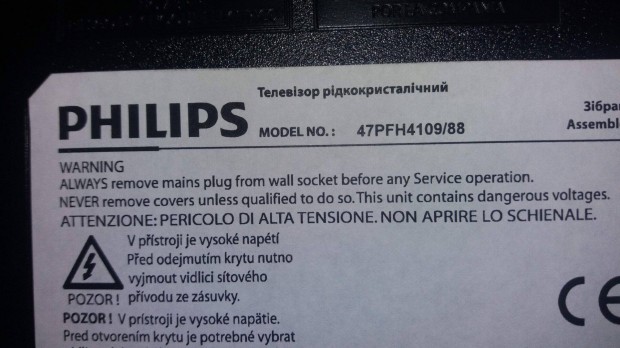 Телевізор рідкокристалічний
PHILIPS MODEL NO.: 47PFH4109/88
Зібра
Assemble
WARNING
ALWAYS remove mains plug from wall socket before any Service operation.
NEVER remove covers unless qualified to do so. This unit contains dangerous voltages.
ATTENZIONE: PERICOLO DI ALTA TENSIONE. NON APRIRE LO SCHIENALE.
V přístroji je vysoké napětí
Před odejmutím krytu nutno
vyjmout vidlici síťového
POZOR! přívodu ze zásuvky.
POZOR! V prístroji je vysoké napätie.
Pred otvorením krytu je potrebné vybrat
CE